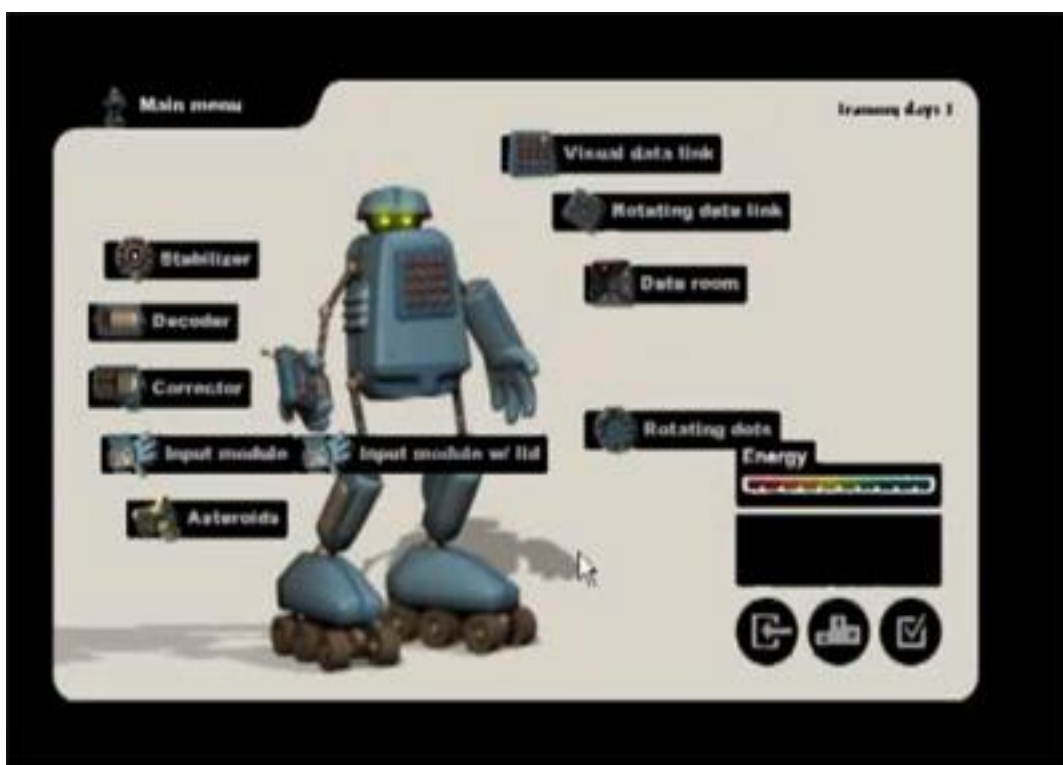 Main menu
Training days 1
Visual data link
Rotating data link
Stabilizer
Data room
Decoder
Corrector
Rotating dots
Input module
Input module w/ lid
Energy
Asteroids